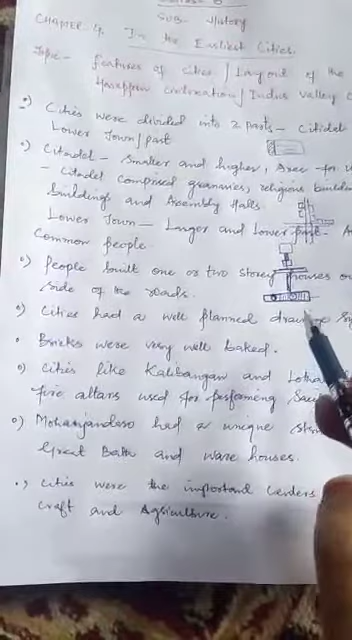 SUB- History
CHAPTER 4. In the Earliest Cities.
Topic- features of cities / Layout of the
Harappan civilization / Indus valley
Cities were divided into 2 parts - Citidel
Lower Town / part
Citadel - Smaller and higher, Area for
- Citadel comprised granaries, religious building
buildings and Assembly Halls.
Lower Town - Larger and Lower part -
Common people.
People built one or two storey houses on
side of the roads.
Cities had a well planned drainage
Bricks were very well baked.
Cities like Kalibangan and Lothal
fire altars used for performing
Mohanjandaro had a unique
Great Bath and ware houses.
cities were the important centers
craft and Agriculture.